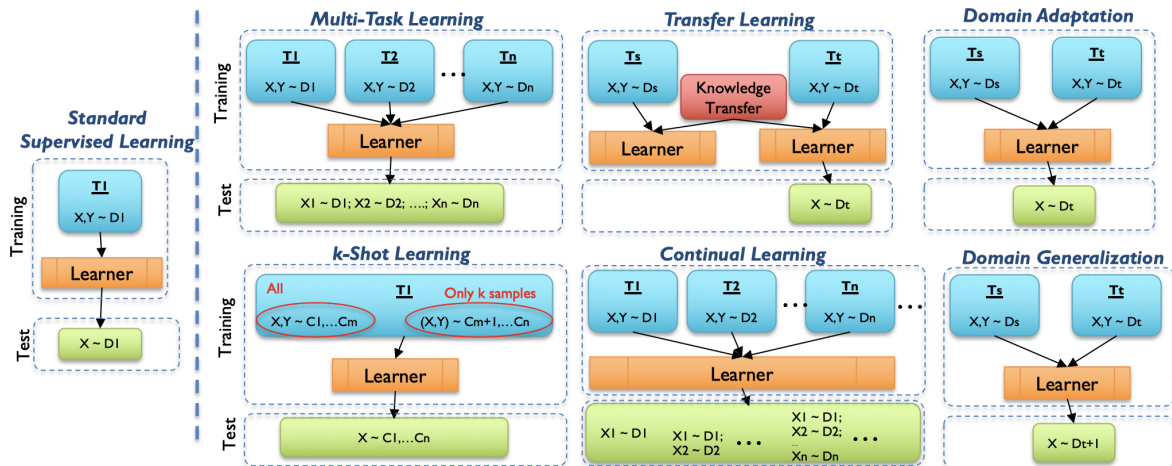 Standard
Supervised Learning
Training
T1
X,Y ~ D1
Learner
Test
X ~ D1
Multi-Task Learning
Training
T1
X,Y ~ D1
T2
X,Y ~ D2
...
Tn
X,Y ~ Dn
Learner
Test
X1 ~ D1; X2 ~ D2; ....; Xn ~ Dn
Transfer Learning
Ts
X,Y ~ Ds
Knowledge
Transfer
Tt
X,Y ~ Dt
Learner
Learner
X ~ Dt
Domain Adaptation
Ts
X,Y ~ Ds
Tt
X,Y ~ Dt
Learner
X ~ Dt
k-Shot Learning
Training
All
T1
Only k samples
X,Y ~ C1,...Cm
(X,Y) ~ Cm+1,...Cn
Learner
Test
X ~ C1,...Cn
Continual Learning
T1
X,Y ~ D1
T2
X,Y ~ D2
...
Tn
X,Y ~ Dn
...
Learner
X1 ~ D1
X1 ~ D1;
X2 ~ D2
...
X1 ~ D1;
X2 ~ D2;
...
Xn ~ Dn
...
Domain Generalization
Ts
X,Y ~ Ds
Tt
X,Y ~ Dt
Learner
X ~ Dt+1